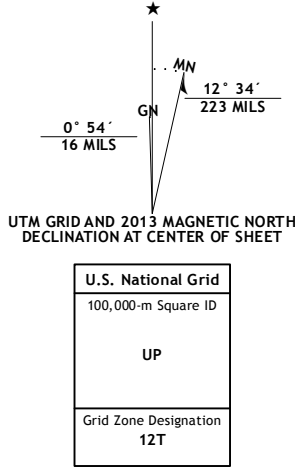 ★
MN
GN
12° 34´
223 MILS
0° 54´
16 MILS
UTM GRID AND 2013 MAGNETIC NORTH
DECLINATION AT CENTER OF SHEET
U.S. National Grid
100,000-m Square ID
UP
Grid Zone Designation
12T